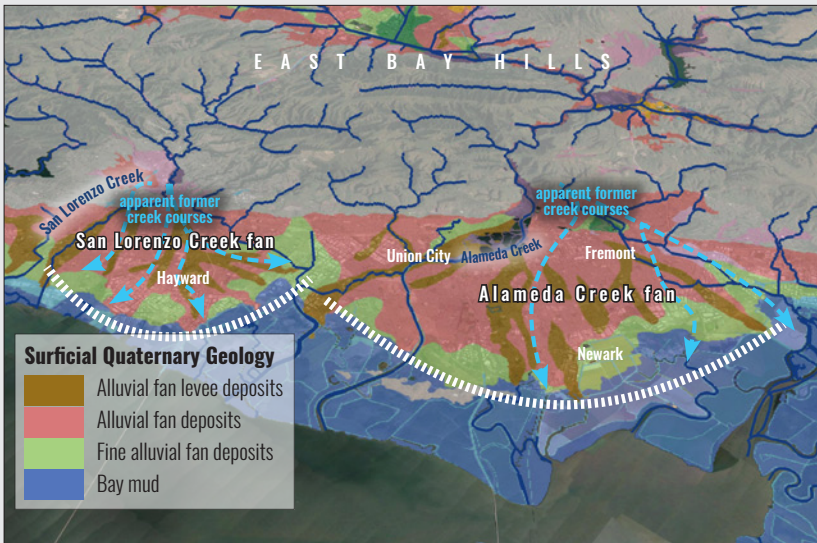 EAST BAY HILLS
San Lorenzo Creek
apparent former
creek courses
San Lorenzo Creek fan
Hayward
apparent former
creek courses
Union City
Alameda Creek
Fremont
Alameda Creek fan
Newark
Surficial Quaternary Geology
Alluvial fan levee deposits
Alluvial fan deposits
Fine alluvial fan deposits
Bay mud